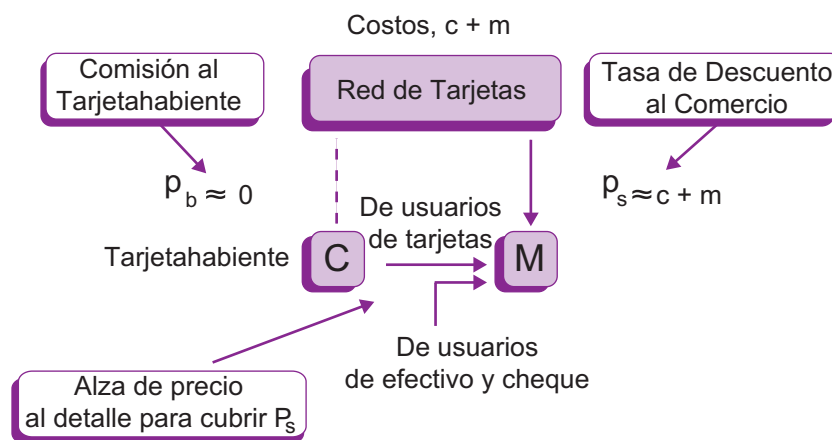 Costos, c + m
Comisión al
Tarjetahabiente
Red de Tarjetas
Tasa de Descuento
al Comercio
p_b ≈ 0
p_s ≈ c + m
De usuarios
de tarjetas
Tarjetahabiente
C
M
De usuarios
de efectivo y cheque
Alza de precio
al detalle para cubrir P_s